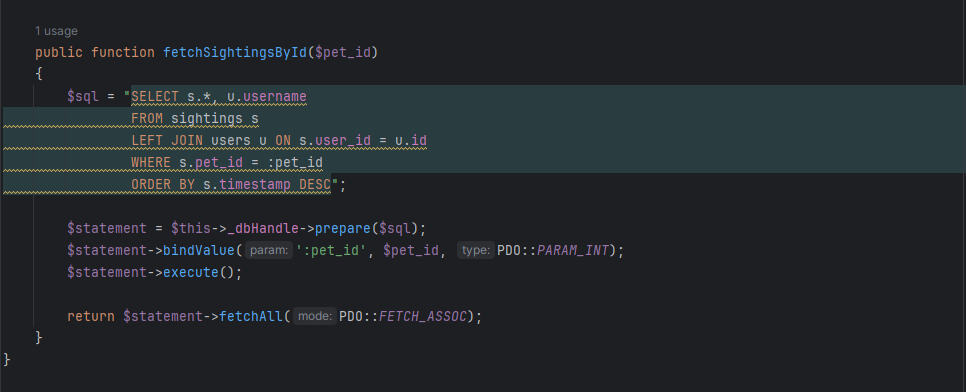 1 usage
public function fetchSightingsById($pet_id)
{
$sql = "SELECT s.*, u.username
FROM sightings s
LEFT JOIN users u ON s.user_id = u.id
WHERE s.pet_id = :pet_id
ORDER BY s.timestamp DESC";
$statement = $this->_dbHandle->prepare($sql);
$statement->bindValue( param: ':pet_id', $pet_id, type: PDO::PARAM_INT);
$statement->execute();
return $statement->fetchAll( mode: PDO::FETCH_ASSOC);
}
}